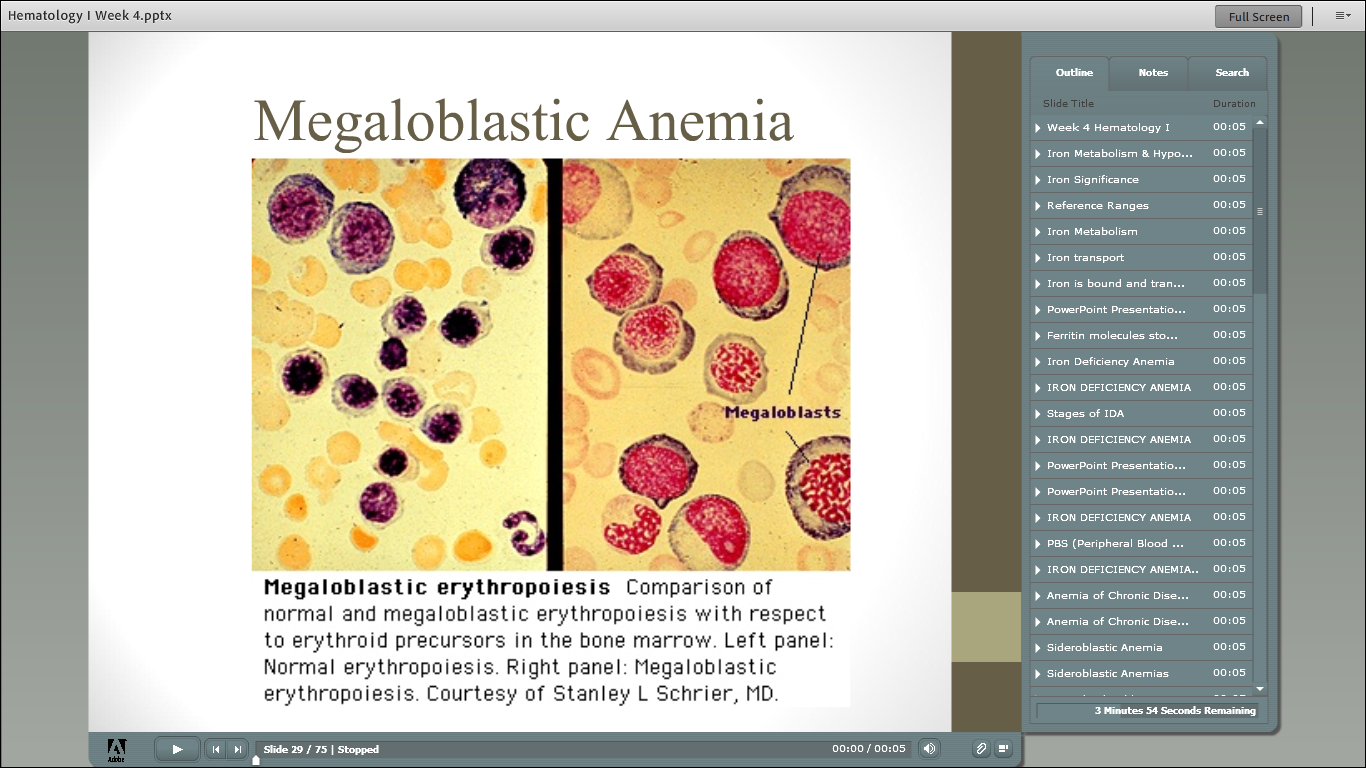 Hematology I Week 4.pptx
Full Screen
Megaloblastic Anemia
Megaloblasts
Megaloblastic erythropoiesis Comparison of
normal and megaloblastic erythropoiesis with respect
to erythroid precursors in the bone marrow. Left panel:
Normal erythropoiesis. Right panel: Megaloblastic
erythropoiesis. Courtesy of Stanley L Schrier, MD.
Outline Notes Search
Slide Title Duration
Week 4 Hematology I 00:05
Iron Metabolism & Hypo... 00:05
Iron Significance 00:05
Reference Ranges 00:05
Iron Metabolism 00:05
Iron transport 00:05
Iron is bound and tran... 00:05
PowerPoint Presentatio... 00:05
Ferritin molecules sto... 00:05
Iron Deficiency Anemia 00:05
IRON DEFICIENCY ANEMIA 00:05
Stages of IDA 00:05
IRON DEFICIENCY ANEMIA 00:05
PowerPoint Presentatio... 00:05
PowerPoint Presentatio... 00:05
IRON DEFICIENCY ANEMIA 00:05
PBS (Peripheral Blood ... 00:05
IRON DEFICIENCY ANEMIA.. 00:05
Anemia of Chronic Dise... 00:05
Anemia of Chronic Dise... 00:05
Sideroblastic Anemia 00:05
Sideroblastic Anemias 00:05
3 Minutes 54 Seconds Remaining
Adobe
Slide 29 / 75 | Stopped
00:00 / 00:05